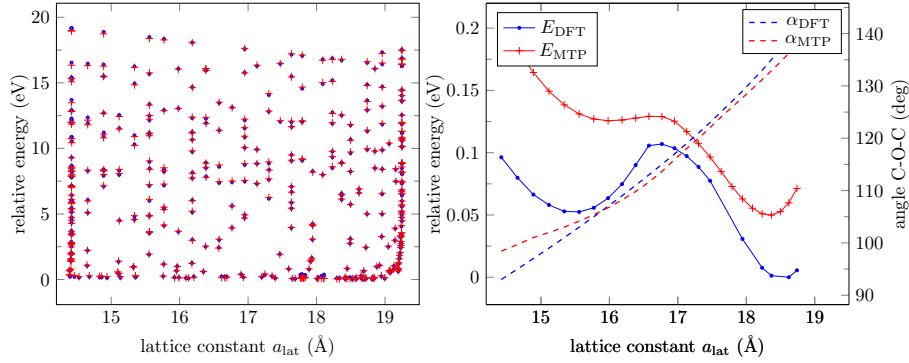 20
15
10
5
0
relative energy (eV)
15
16
17
18
19
lattice constant a_lat (Å)
0.2
0.15
0.1
0.05
0
relative energy (eV)
E_DFT
E_MTP
α_DFT
α_MTP
140
130
120
110
100
90
angle C-O-C (deg)
15
16
17
18
19
lattice constant a_lat (Å)